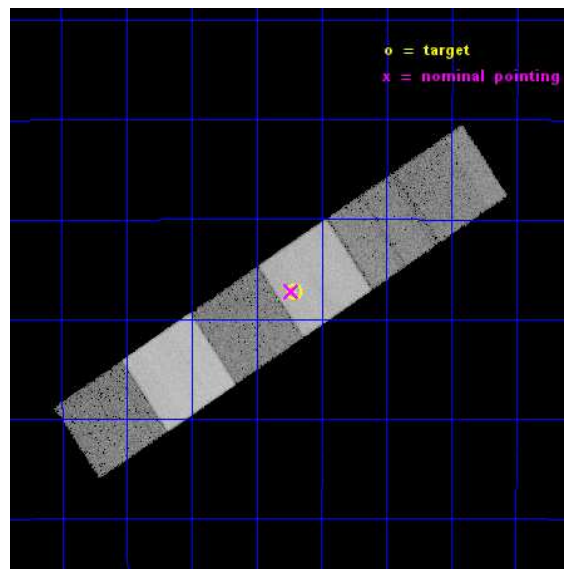 o = target
x = nominal pointing